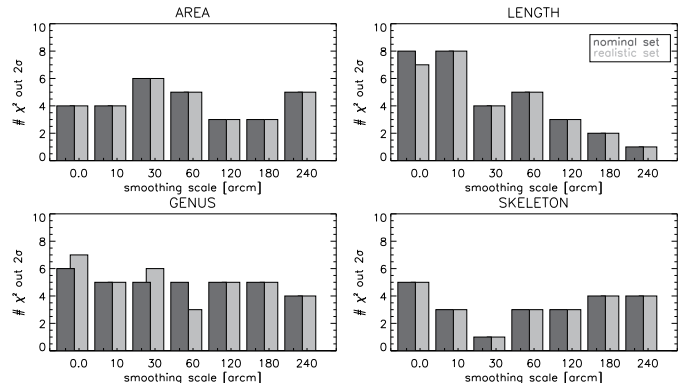 AREA
10
8
6
4
2
0
# χ² out 2σ
0.0 10 30 60 120 180 240
smoothing scale [arcm]
LENGTH
nominal set
realistic set
10
8
6
4
2
0
# χ² out 2σ
0.0 10 30 60 120 180 240
smoothing scale [arcm]
GENUS
10
8
6
4
2
0
# χ² out 2σ
0.0 10 30 60 120 180 240
smoothing scale [arcm]
SKELETON
10
8
6
4
2
0
# χ² out 2σ
0.0 10 30 60 120 180 240
smoothing scale [arcm]